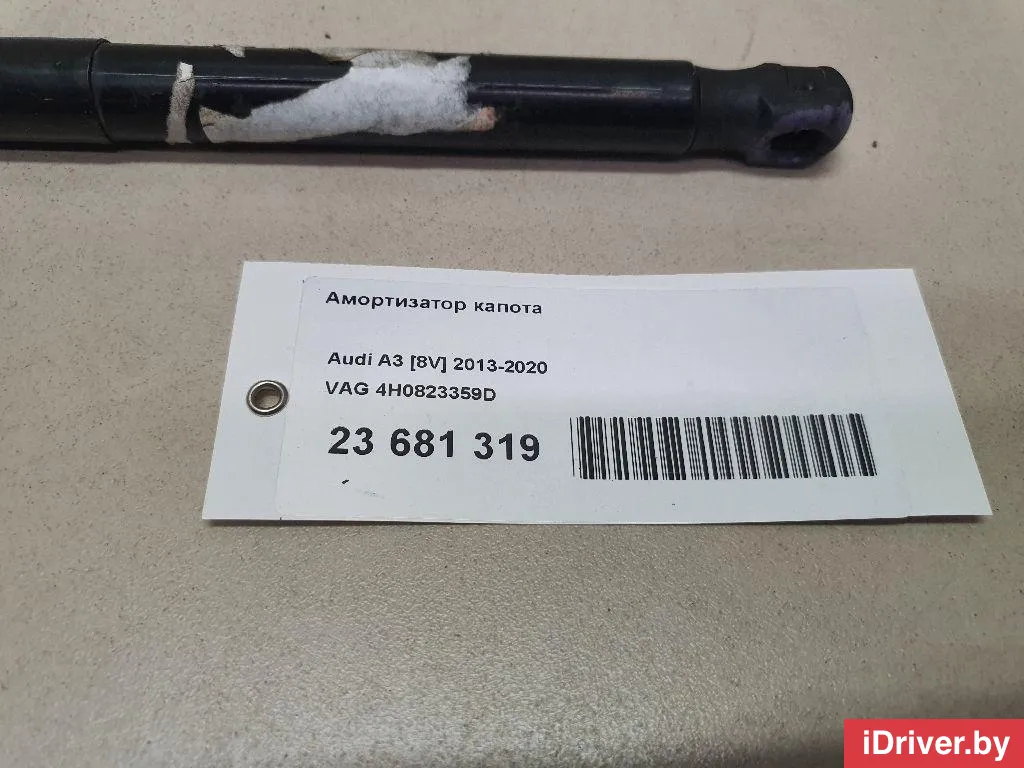 Амортизатор капота
Audi A3 [8V] 2013-2020
VAG 4H0823359D
23 681 319
iDriver.by